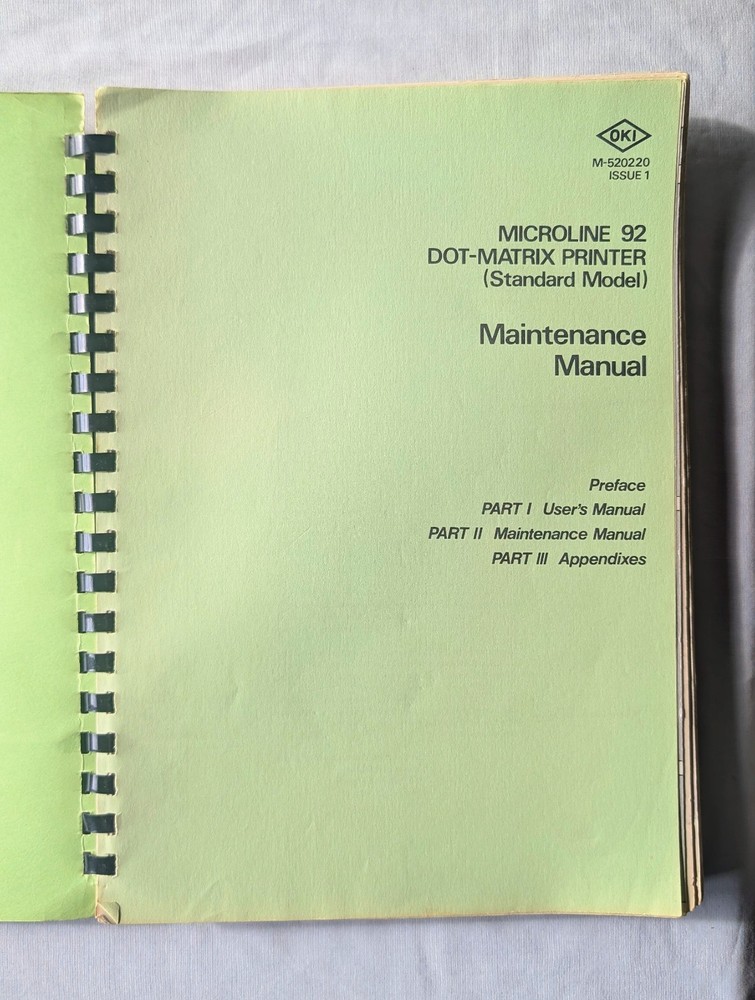 OKI
M-520220
ISSUE 1
MICROLINE 92
DOT-MATRIX PRINTER
(Standard Model)
Maintenance
Manual
Preface
PART I User's Manual
PART II Maintenance Manual
PART III Appendixes